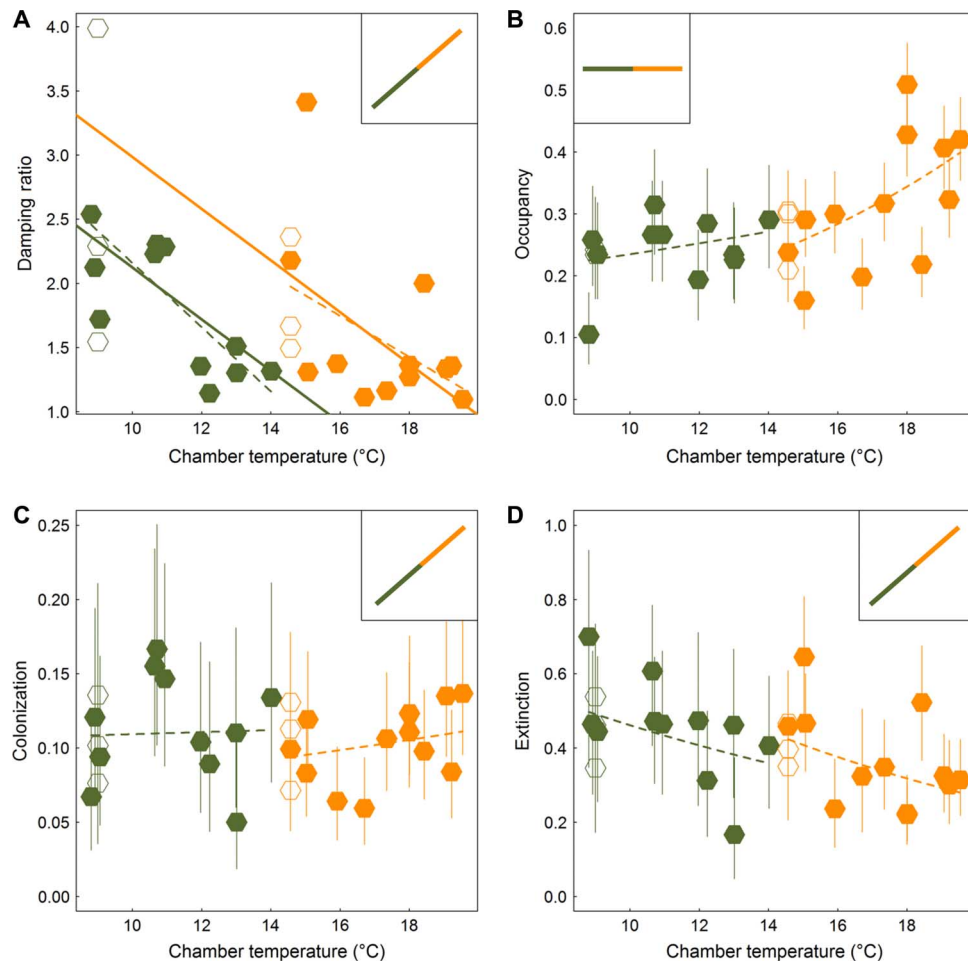 A
Damping ratio
4.0
3.5
3.0
2.5
2.0
1.5
1.0
10 12 14 16 18
Chamber temperature (°C)
B
Occupancy
0.6
0.5
0.4
0.3
0.2
0.1
0.0
10 12 14 16 18
Chamber temperature (°C)
C
Colonization
0.25
0.20
0.15
0.10
0.05
0.00
10 12 14 16 18
Chamber temperature (°C)
D
Extinction
1.0
0.8
0.6
0.4
0.2
0.0
10 12 14 16 18
Chamber temperature (°C)